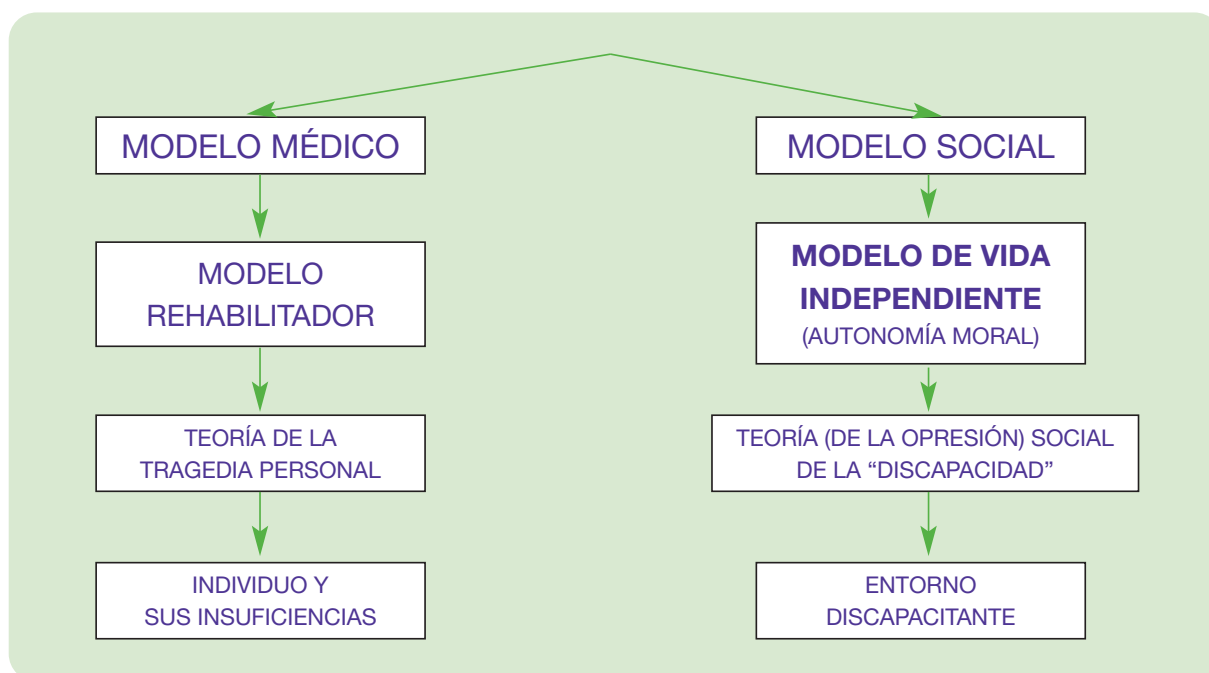 MODELO MÉDICO
MODELO
REHABILITADOR
TEORÍA DE LA
TRAGEDIA PERSONAL
INDIVIDUO Y
SUS INSUFICIENCIAS
MODELO SOCIAL
MODELO DE VIDA
INDEPENDIENTE
(AUTONOMÍA MORAL)
TEORÍA (DE LA OPRESIÓN) SOCIAL
DE LA “DISCAPACIDAD”
ENTORNO
DISCAPACITANTE